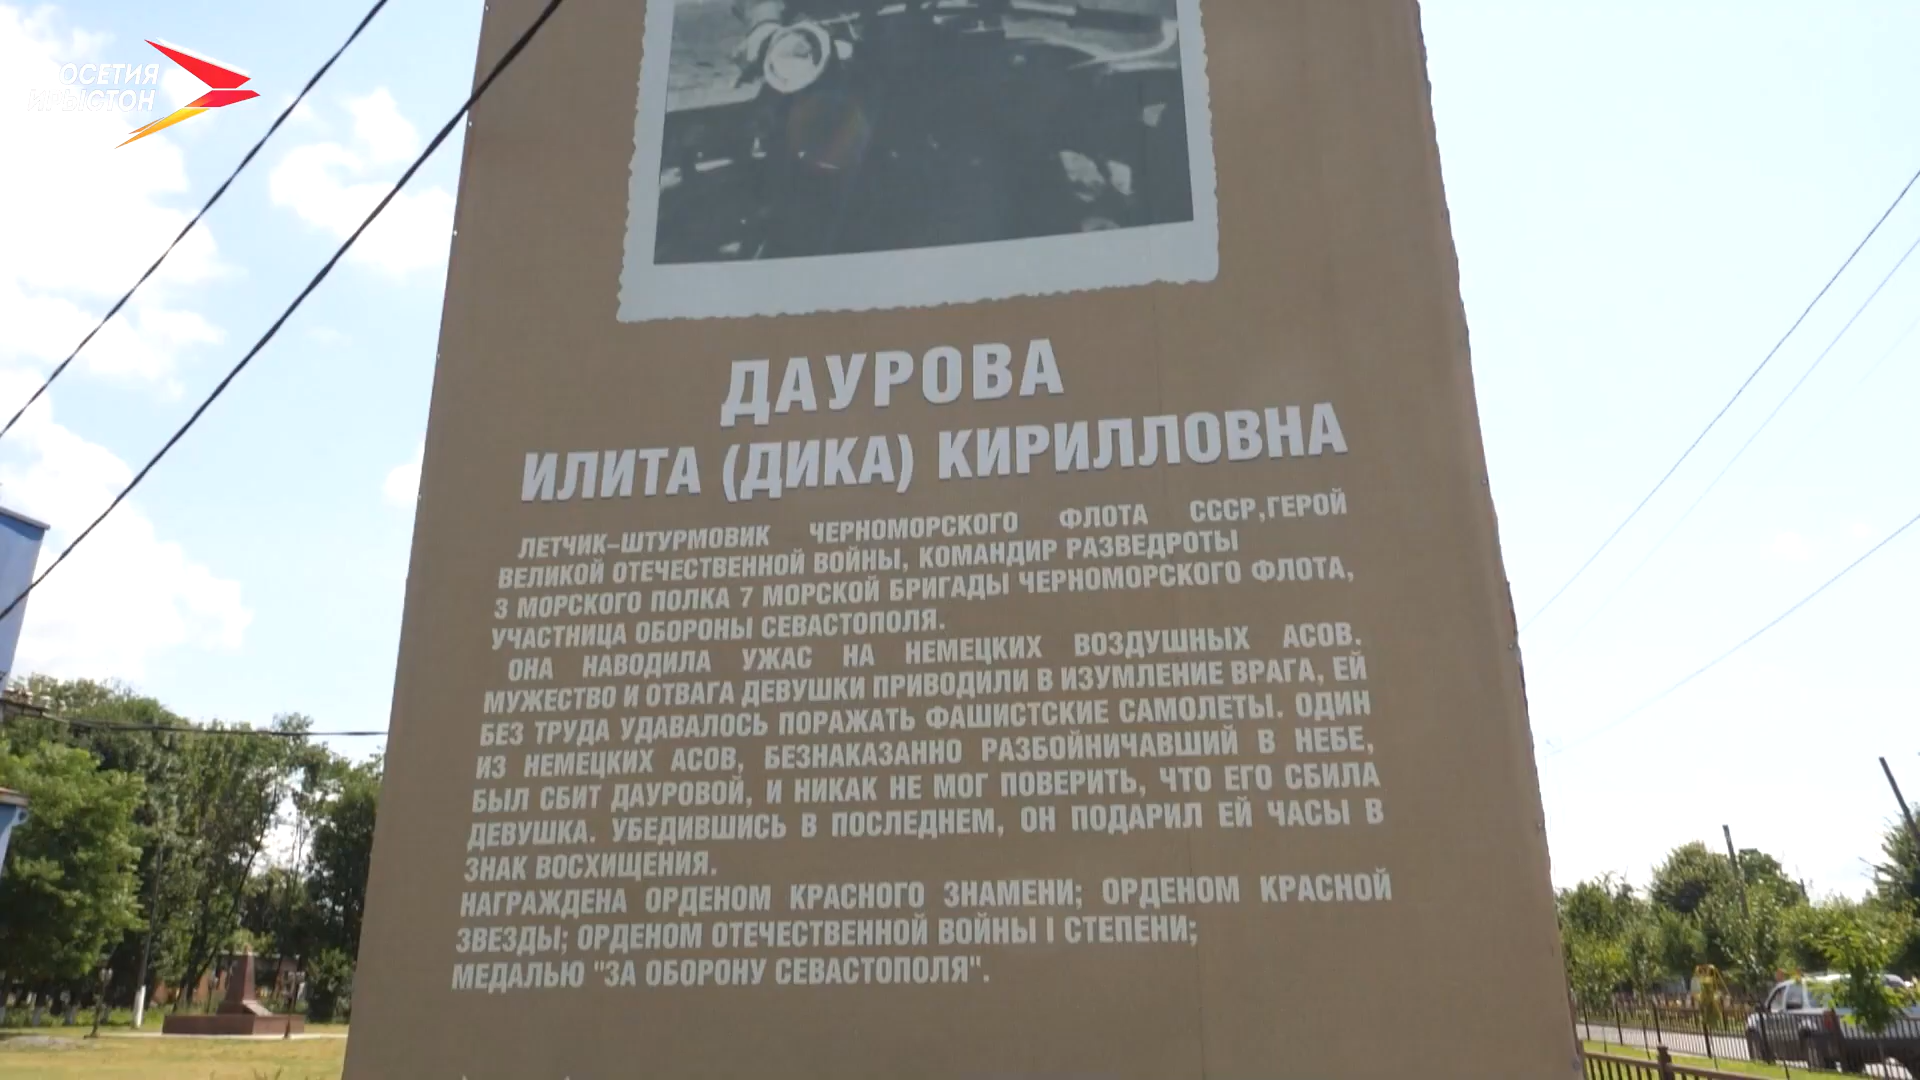 ОСЕТИЯ
ИРЫСТОН
ДАУРОВА
ИЛИТА (ДИКА) КИРИЛЛОВНА
ЛЕТЧИК-ШТУРМОВИК ЧЕРНОМОРСКОГО ФЛОТА СССР,ГЕРОЙ
ВЕЛИКОЙ ОТЕЧЕСТВЕННОЙ ВОЙНЫ, КОМАНДИР РАЗВЕДРОТЫ
3 МОРСКОГО ПОЛКА 7 МОРСКОЙ БРИГАДЫ ЧЕРНОМОРСКОГО ФЛОТА,
УЧАСТНИЦА ОБОРОНЫ СЕВАСТОПОЛЯ.
ОНА НАВОДИЛА УЖАС НА НЕМЕЦКИХ ВОЗДУШНЫХ АСОВ.
МУЖЕСТВО И ОТВАГА ДЕВУШКИ ПРИВОДИЛИ В ИЗУМЛЕНИЕ ВРАГА, ЕЙ
БЕЗ ТРУДА УДАВАЛОСЬ ПОРАЖАТЬ ФАШИСТСКИЕ САМОЛЕТЫ. ОДИН
ИЗ НЕМЕЦКИХ АСОВ, БЕЗНАКАЗАННО РАЗБОЙНИЧАВШИЙ В НЕБЕ,
БЫЛ СБИТ ДАУРОВОЙ, И НИКАК НЕ МОГ ПОВЕРИТЬ, ЧТО ЕГО СБИЛА
ДЕВУШКА. УБЕДИВШИСЬ В ПОСЛЕДНЕМ, ОН ПОДАРИЛ ЕЙ ЧАСЫ В
ЗНАК ВОСХИЩЕНИЯ.
НАГРАЖДЕНА ОРДЕНОМ КРАСНОГО ЗНАМЕНИ; ОРДЕНОМ КРАСНОЙ
ЗВЕЗДЫ; ОРДЕНОМ ОТЕЧЕСТВЕННОЙ ВОЙНЫ I СТЕПЕНИ;
МЕДАЛЬЮ "ЗА ОБОРОНУ СЕВАСТОПОЛЯ".